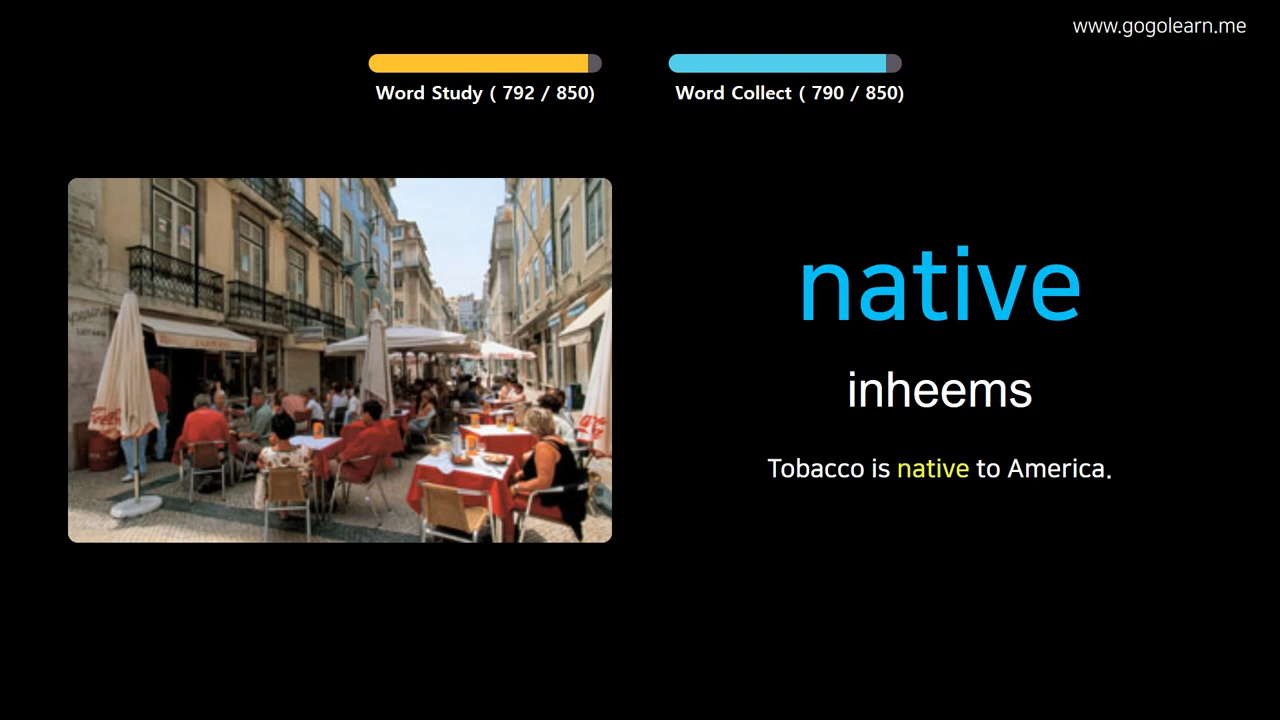 www.gogolearn.me
Word Study ( 792 / 850)
Word Collect ( 790 / 850)
native
inheems
Tobacco is native to America.